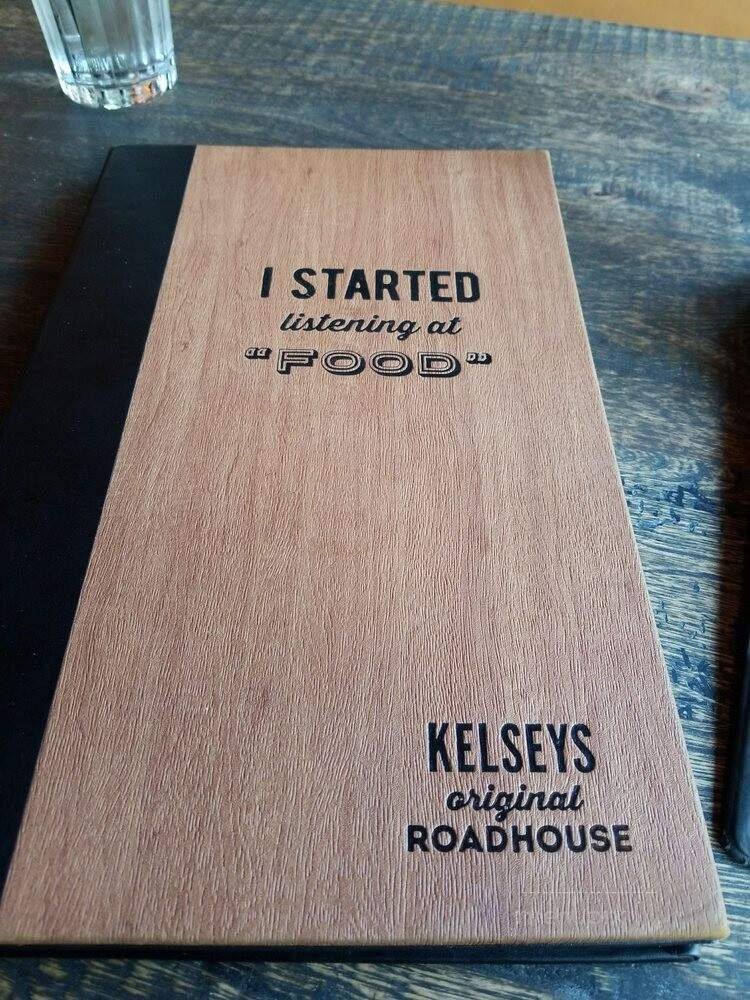 I STARTED
listening at
“FOOD”
KELSEYS
original
ROADHOUSE